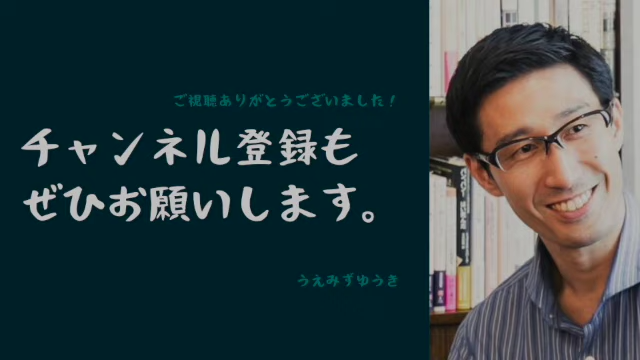 ご視聴ありがとうございました！
チャンネル登録も
ぜひお願いします。
うえみずゆうき